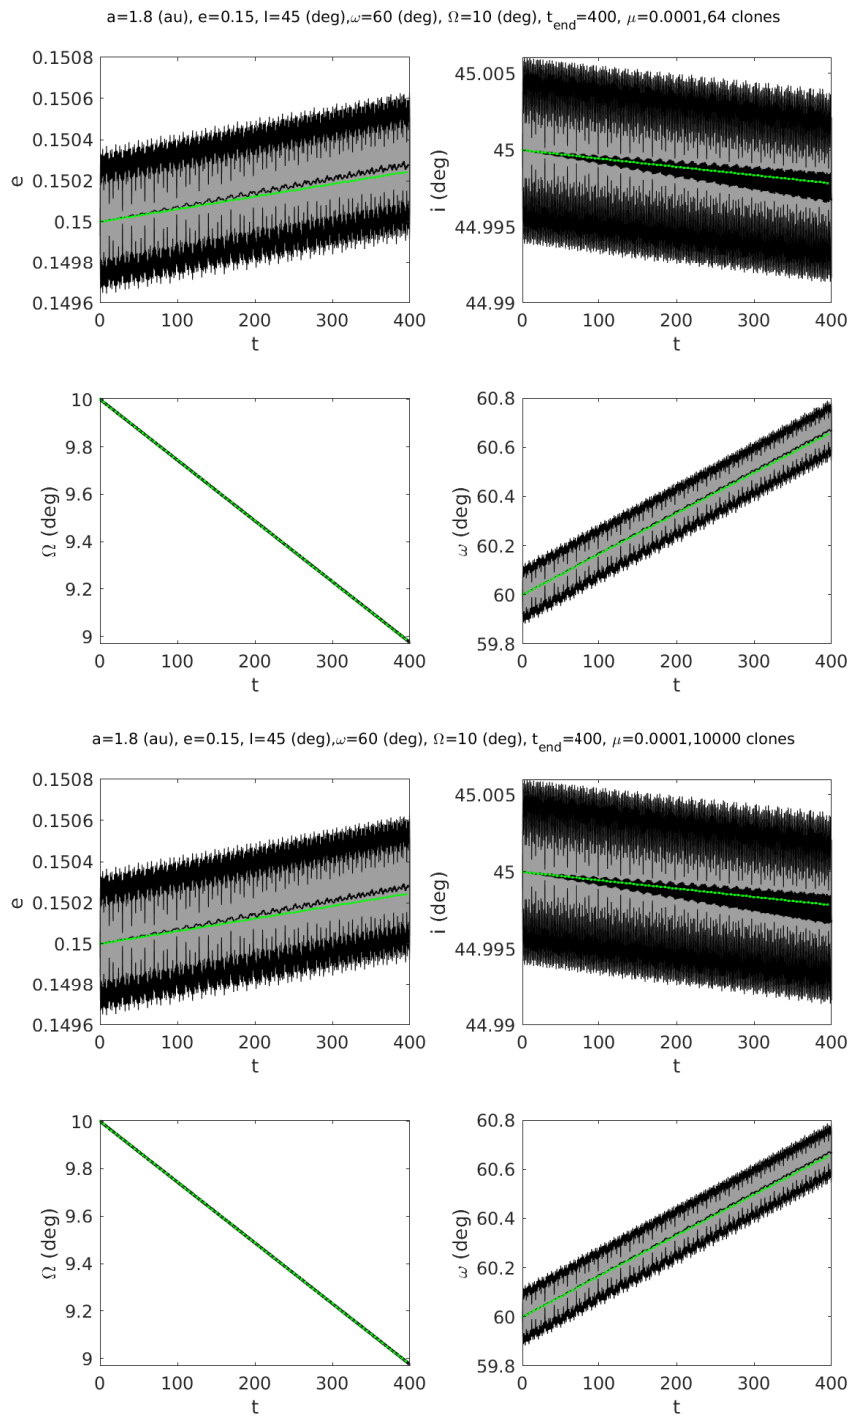 a=1.8 (au), e=0.15, I=45 (deg),ω=60 (deg), Ω=10 (deg), t_end=400, μ=0.0001,64 clones
0.1508
0.1506
0.1504
0.1502
0.15
0.1498
0.1496
e
0 100 200 300 400
t
45.005
45
44.995
44.99
i (deg)
0 100 200 300 400
t
10
9.8
9.6
9.4
9.2
9
Ω (deg)
0 100 200 300 400
t
60.8
60.6
60.4
60.2
60
59.8
ω (deg)
0 100 200 300 400
t
a=1.8 (au), e=0.15, I=45 (deg),ω=60 (deg), Ω=10 (deg), t_end=400, μ=0.0001,10000 clones
0.1508
0.1506
0.1504
0.1502
0.15
0.1498
0.1496
e
0 100 200 300 400
t
45.005
45
44.995
44.99
i (deg)
0 100 200 300 400
t
10
9.8
9.6
9.4
9.2
9
Ω (deg)
0 100 200 300 400
t
60.8
60.6
60.4
60.2
60
59.8
ω (deg)
0 100 200 300 400
t